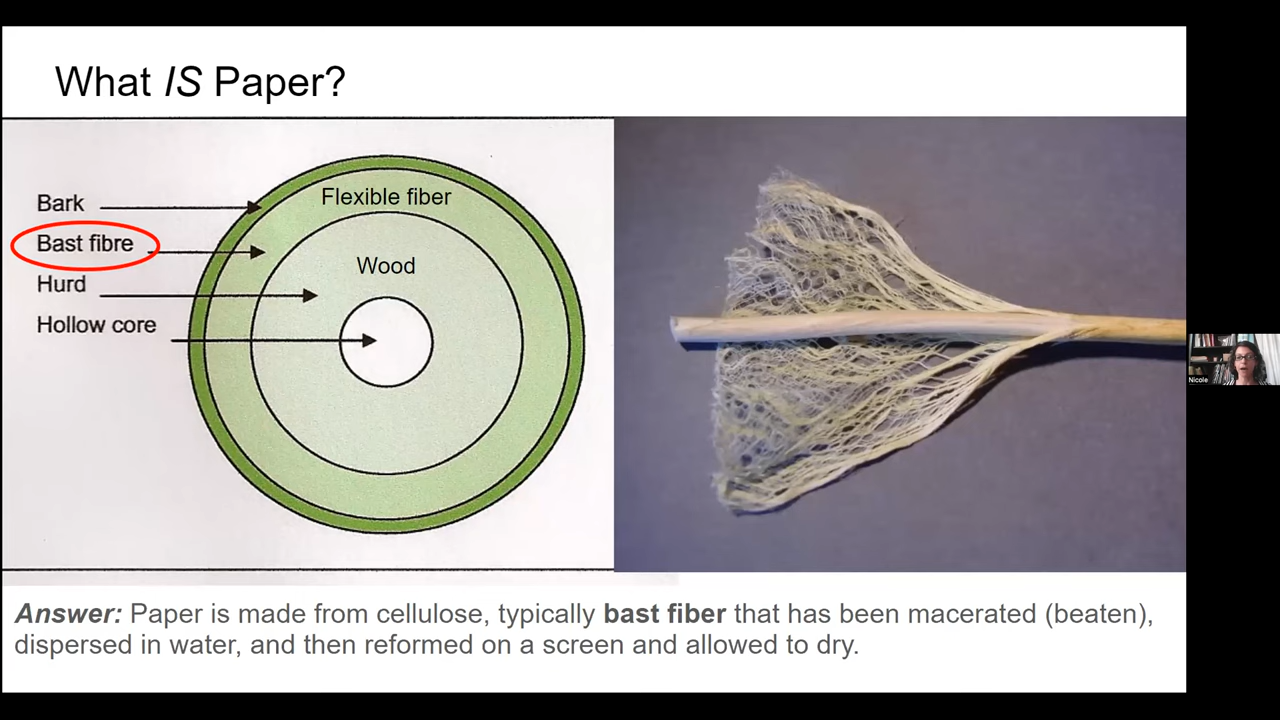 What IS Paper?
Bark
Bast fibre
Hurd
Hollow core
Flexible fiber
Wood
Answer: Paper is made from cellulose, typically bast fiber that has been macerated (beaten),
dispersed in water, and then reformed on a screen and allowed to dry.
Nicole